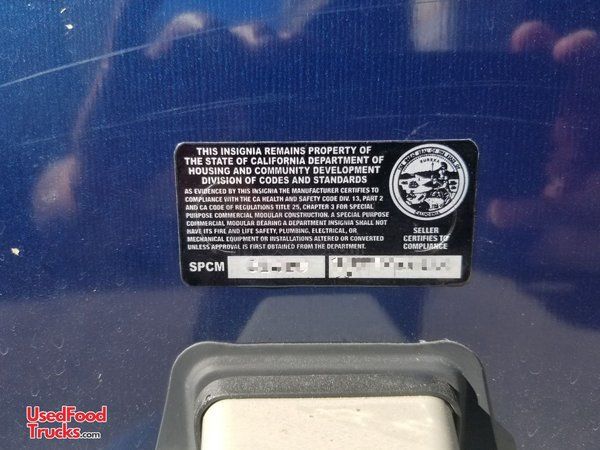 THIS INSIGNIA REMAINS PROPERTY OF
THE STATE OF CALIFORNIA DEPARTMENT OF
HOUSING AND COMMUNITY DEVELOPMENT
DIVISION OF CODES AND STANDARDS
AS EVIDENCED BY THIS INSIGNIA THE MANUFACTURER CERTIFIES TO
COMPLIANCE WITH THE CA HEALTH AND SAFETY CODE DIV. 13, PART 2
AND CA CODE OF REGULATIONS TITLE 25, CHAPTER 3 FOR SPECIAL
PURPOSE COMMERCIAL MODULAR CONSTRUCTION. A SPECIAL PURPOSE
COMMERCIAL MODULAR BEARING A DEPARTMENT INSIGNIA SHALL NOT
HAVE ITS FIRE AND LIFE SAFETY, PLUMBING, ELECTRICAL, OR
MECHANICAL EQUIPMENT OR INSTALLATIONS ALTERED OR CONVERTED
UNLESS APPROVAL IS FIRST OBTAINED FROM THE DEPARTMENT.
EUREKA
CALIFORNIA
SELLER
CERTIFIES TO
COMPLIANCE
SPCM
UsedFood
Trucks.com